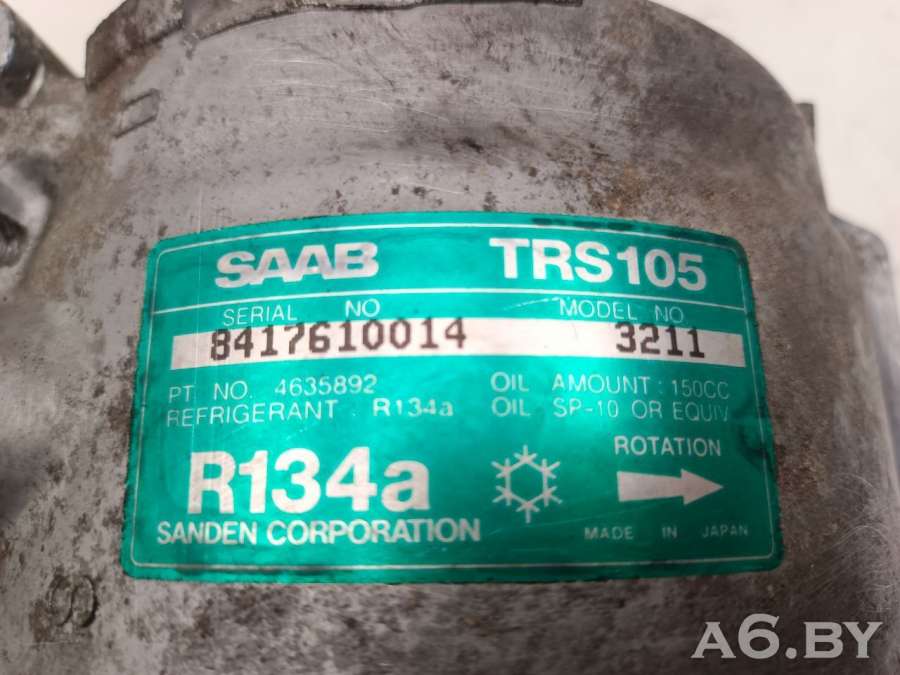 SAAB TRS105
SERIAL NO MODEL NO.
8417610014 3211
PT NO. 4635892 OIL AMOUNT : 150CC
REFRIGERANT : R134a OIL SP-10 OR EQUIV
R134a ROTATION
SANDEN CORPORATION MADE IN JAPAN
A6.BY